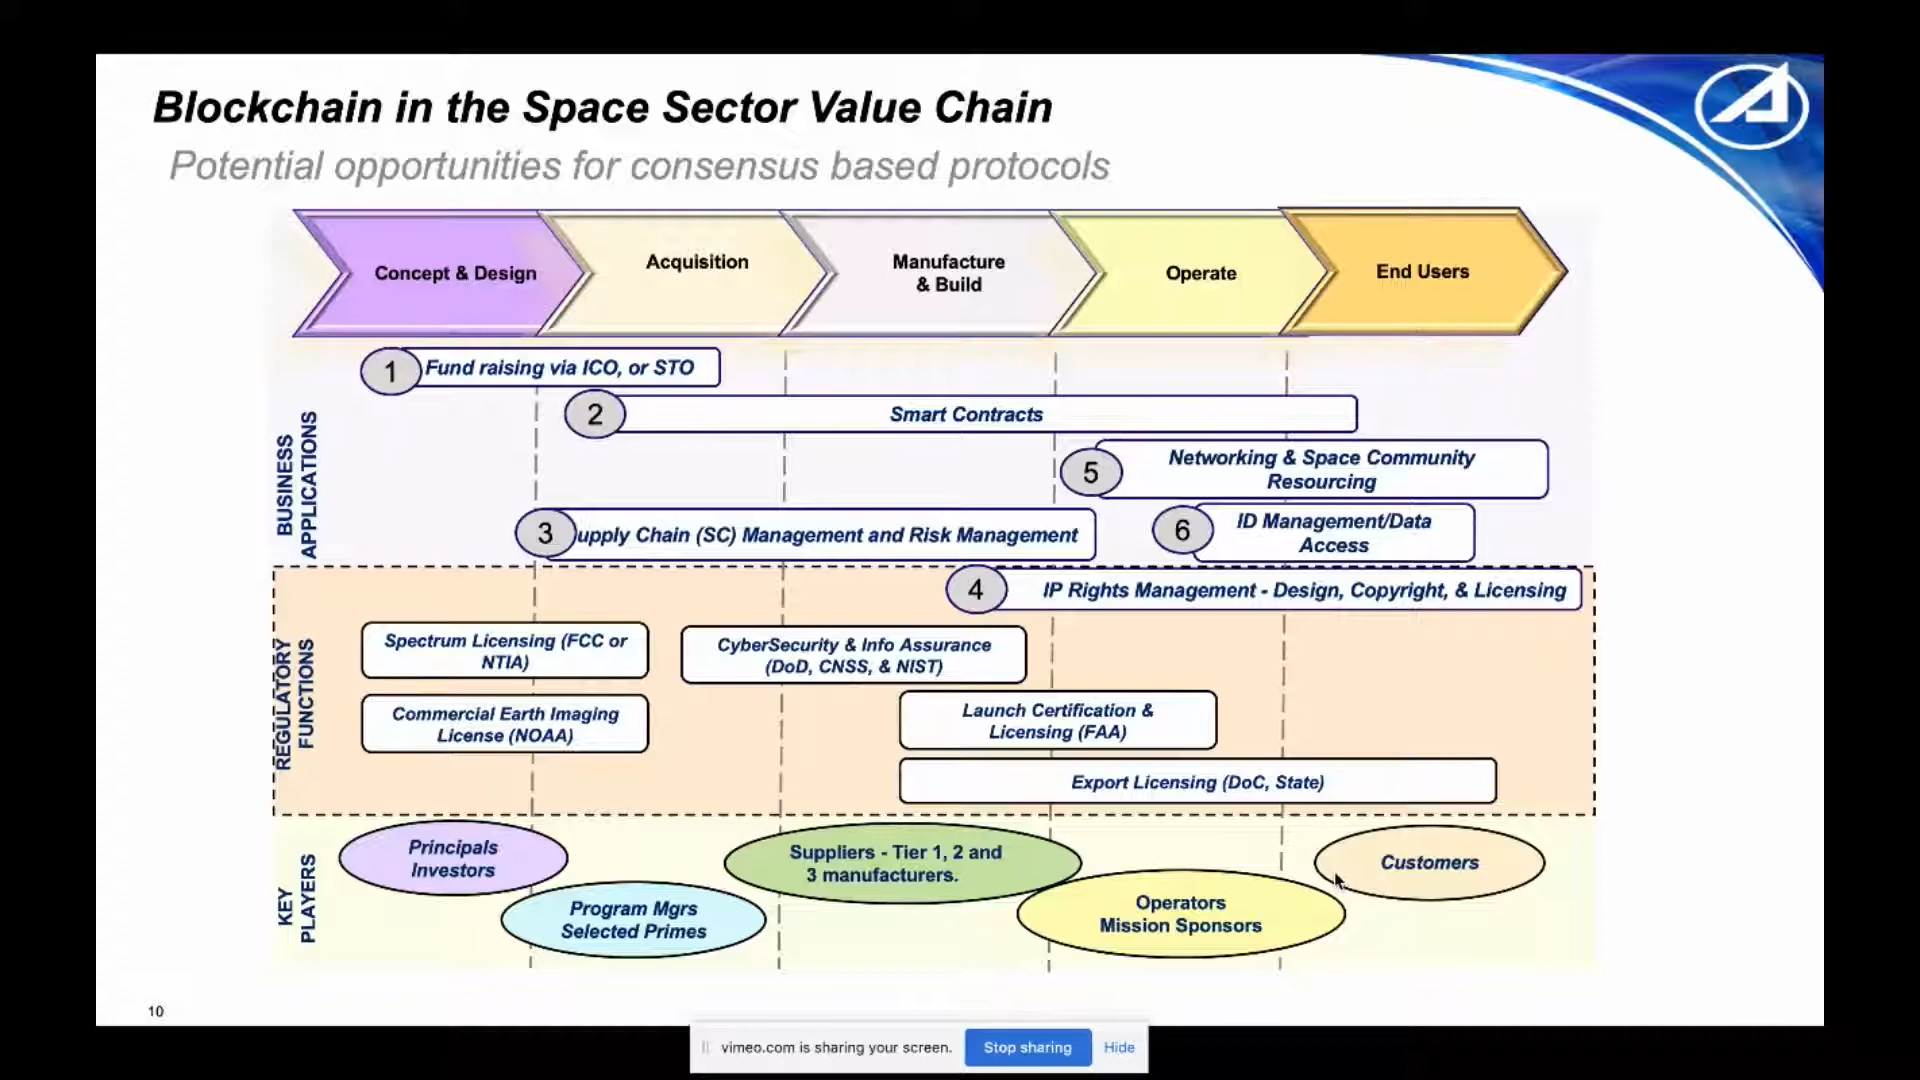 Blockchain in the Space Sector Value Chain
Potential opportunities for consensus based protocols
Concept & Design
Acquisition
Manufacture
& Build
Operate
End Users
BUSINESS
APPLICATIONS
1
Fund raising via ICO, or STO
2
Smart Contracts
5
Networking & Space Community
Resourcing
3
upply Chain (SC) Management and Risk Management
6
ID Management/Data
Access
4
IP Rights Management - Design, Copyright, & Licensing
REGULATORY
FUNCTIONS
Spectrum Licensing (FCC or
NTIA)
CyberSecurity & Info Assurance
(DoD, CNSS, & NIST)
Commercial Earth Imaging
License (NOAA)
Launch Certification &
Licensing (FAA)
Export Licensing (DoC, State)
KEY
PLAYERS
Principals
Investors
Program Mgrs
Selected Primes
Suppliers - Tier 1, 2 and
3 manufacturers.
Operators
Mission Sponsors
Customers
10
vimeo.com is sharing your screen.
Stop sharing
Hide